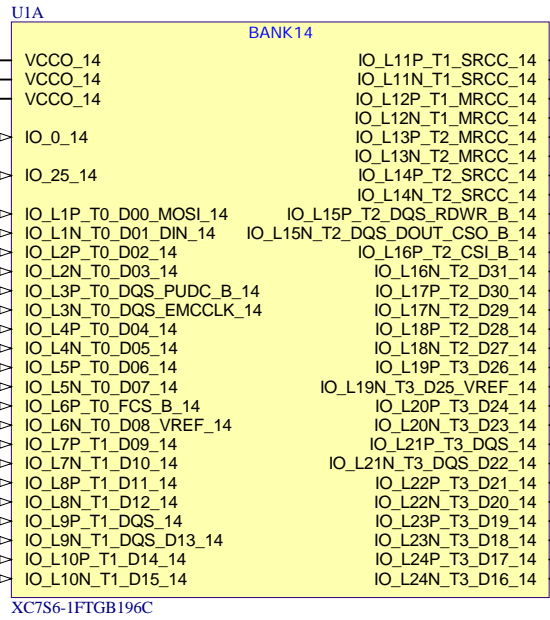 U1A
BANK14
VCCO_14
VCCO_14
VCCO_14
IO_0_14
IO_25_14
IO_L1P_T0_D00_MOSI_14
IO_L1N_T0_D01_DIN_14
IO_L2P_T0_D02_14
IO_L2N_T0_D03_14
IO_L3P_T0_DQS_PUDC_B_14
IO_L3N_T0_DQS_EMCCLK_14
IO_L4P_T0_D04_14
IO_L4N_T0_D05_14
IO_L5P_T0_D06_14
IO_L5N_T0_D07_14
IO_L6P_T0_FCS_B_14
IO_L6N_T0_D08_VREF_14
IO_L7P_T1_D09_14
IO_L7N_T1_D10_14
IO_L8P_T1_D11_14
IO_L8N_T1_D12_14
IO_L9P_T1_DQS_14
IO_L9N_T1_DQS_D13_14
IO_L10P_T1_D14_14
IO_L10N_T1_D15_14
IO_L11P_T1_SRCC_14
IO_L11N_T1_SRCC_14
IO_L12P_T1_MRCC_14
IO_L12N_T1_MRCC_14
IO_L13P_T2_MRCC_14
IO_L13N_T2_MRCC_14
IO_L14P_T2_SRCC_14
IO_L14N_T2_SRCC_14
IO_L15P_T2_DQS_RDWR_B_14
IO_L15N_T2_DQS_DOUT_CSO_B_14
IO_L16P_T2_CSI_B_14
IO_L16N_T2_D31_14
IO_L17P_T2_D30_14
IO_L17N_T2_D29_14
IO_L18P_T2_D28_14
IO_L18N_T2_D27_14
IO_L19P_T3_D26_14
IO_L19N_T3_D25_VREF_14
IO_L20P_T3_D24_14
IO_L20N_T3_D23_14
IO_L21P_T3_DQS_14
IO_L21N_T3_DQS_D22_14
IO_L22P_T3_D21_14
IO_L22N_T3_D20_14
IO_L23P_T3_D19_14
IO_L23N_T3_D18_14
IO_L24P_T3_D17_14
IO_L24N_T3_D16_14
XC7S6-1FTGB196C